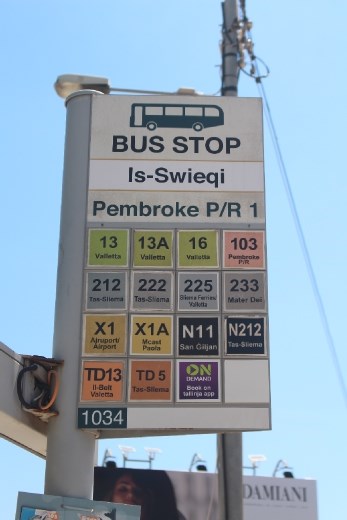 BUS STOP
Is-Swieqi
Pembroke P/R 1
13 Valletta
13A Valletta
16 Valletta
103 Pembroke P/R
212 Tas-Sliema
222 Tas-Sliema
225 Sliema Ferries Valletta
233 Mater Dei
X1 Ajruport/ Airport
X1A Mcast Paola
N11 San Ġiljan
N212 Tas-Sliema
TD13 Il-Belt Valletta
TD 5 Tas-Sliema
ON DEMAND Book on tallinja app
1034
DAMIANI